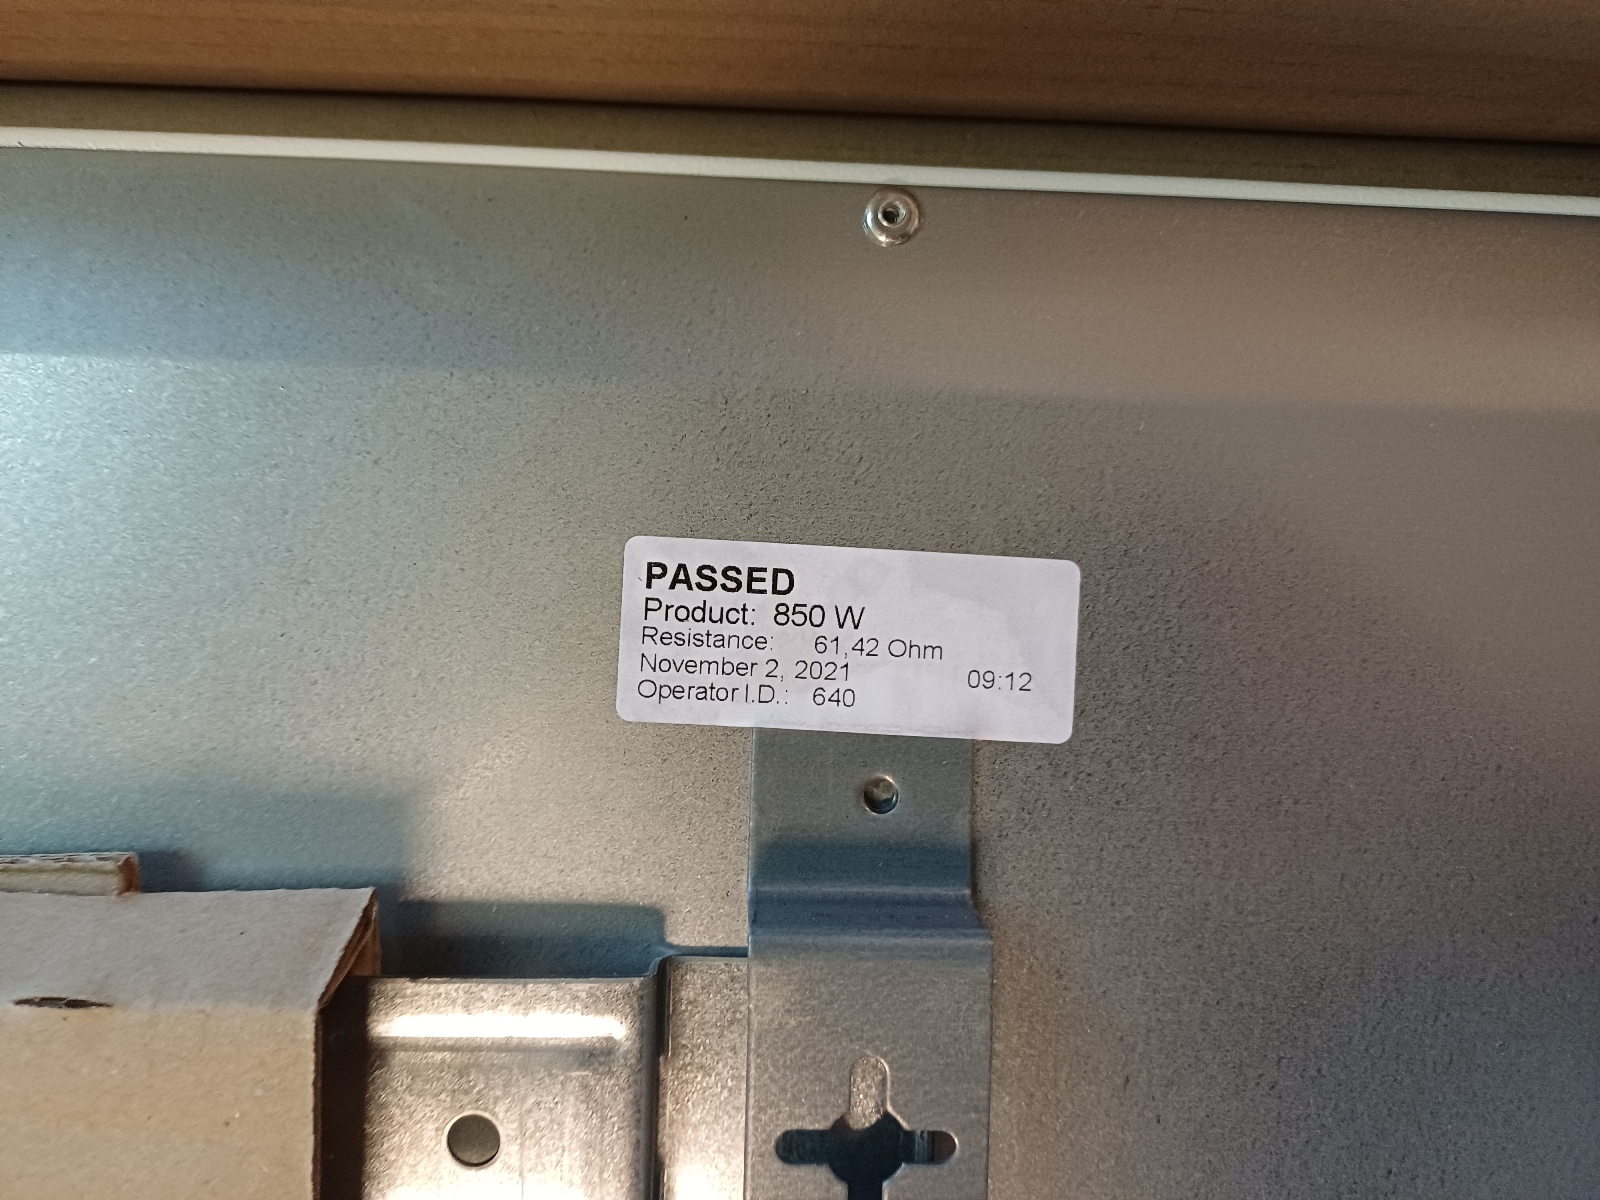 PASSED
Product: 850 W
Resistance: 61,42 Ohm
November 2, 2021 09:12
Operator I.D.: 640